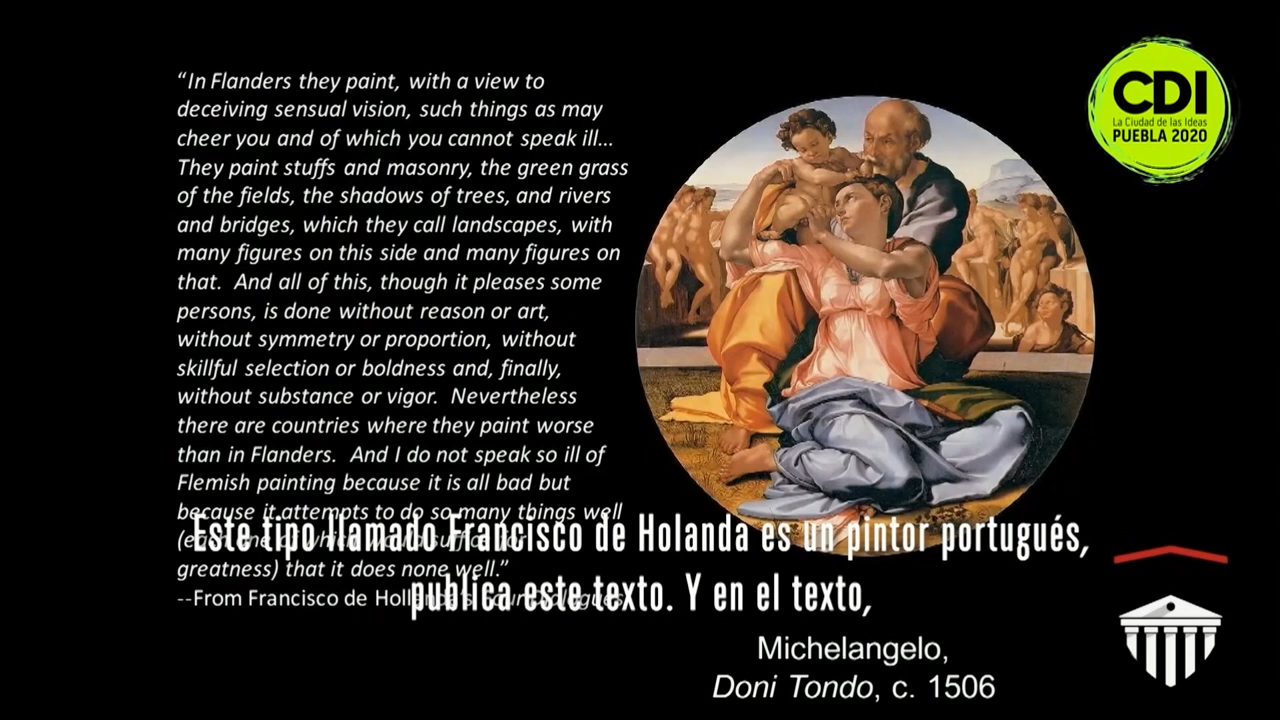 “In Flanders they paint, with a view to
deceiving sensual vision, such things as may
cheer you and of which you cannot speak ill...
They paint stuffs and masonry, the green grass
of the fields, the shadows of trees, and rivers
and bridges, which they call landscapes, with
many figures on this side and many figures on
that.  And all of this, though it pleases some
persons, is done without reason or art,
without symmetry or proportion,  without
skillful selection or boldness and, finally,
without substance or vigor.  Nevertheless
there are countries where they paint worse
than in Flanders.  And I do not speak so ill of
Flemish painting because it is all bad but
because it attempts to do so many things well
greatness) that it does none well.”
--From Francisco de
Este tipo llamado Francisco de Holanda es un pintor portugués,
publica este texto. Y en el texto,
Michelangelo,
Doni Tondo, c. 1506
CDI
La Ciudad de las Ideas
PUEBLA 2020